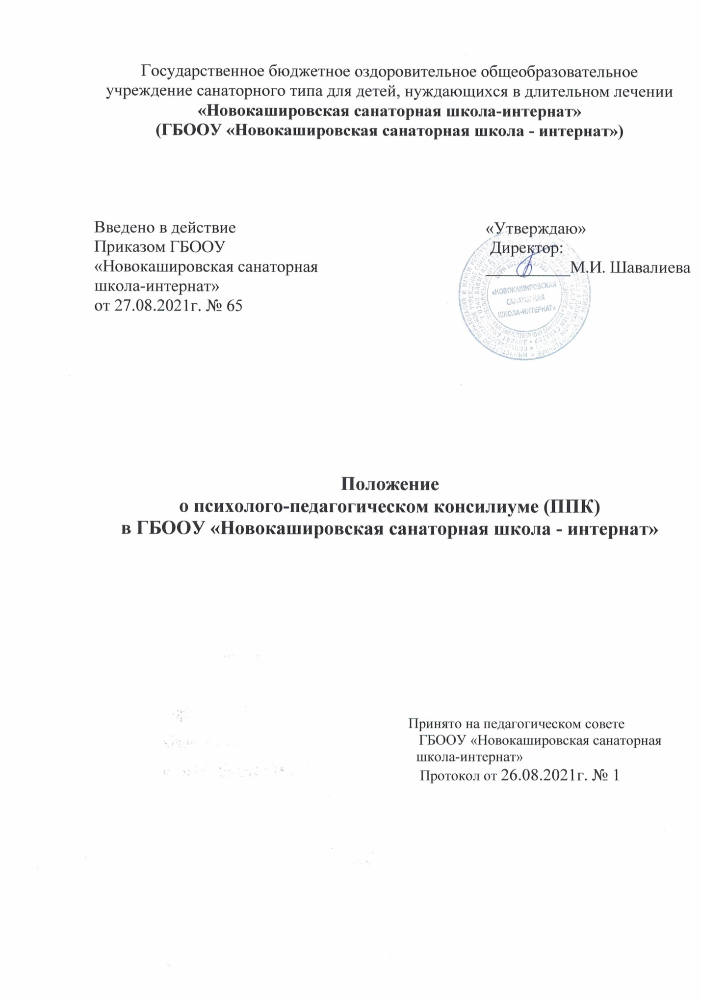 Государственное бюджетное оздоровительное общеобразовательное
учреждение санаторного типа для детей, нуждающихся в длительном лечении
«Новокашировская санаторная школа-интернат»
(ГБООУ «Новокашировская санаторная школа - интернат»)
Введено в действие
Приказом ГБООУ
«Новокашировская санаторная
школа-интернат»
от 27.08.2021г. № 65
«Утверждаю»
Директор:
М.И. Шавалиева
«НОВОКАШИРОВСКАЯ
САНАТОРНАЯ
ШКОЛА-ИНТЕРНАТ»
Положение
о психолого-педагогическом консилиуме (ППК)
в ГБООУ «Новокашировская санаторная школа - интернат»
Принято на педагогическом совете
ГБООУ «Новокашировская санаторная
школа-интернат»
Протокол от 26.08.2021г. № 1